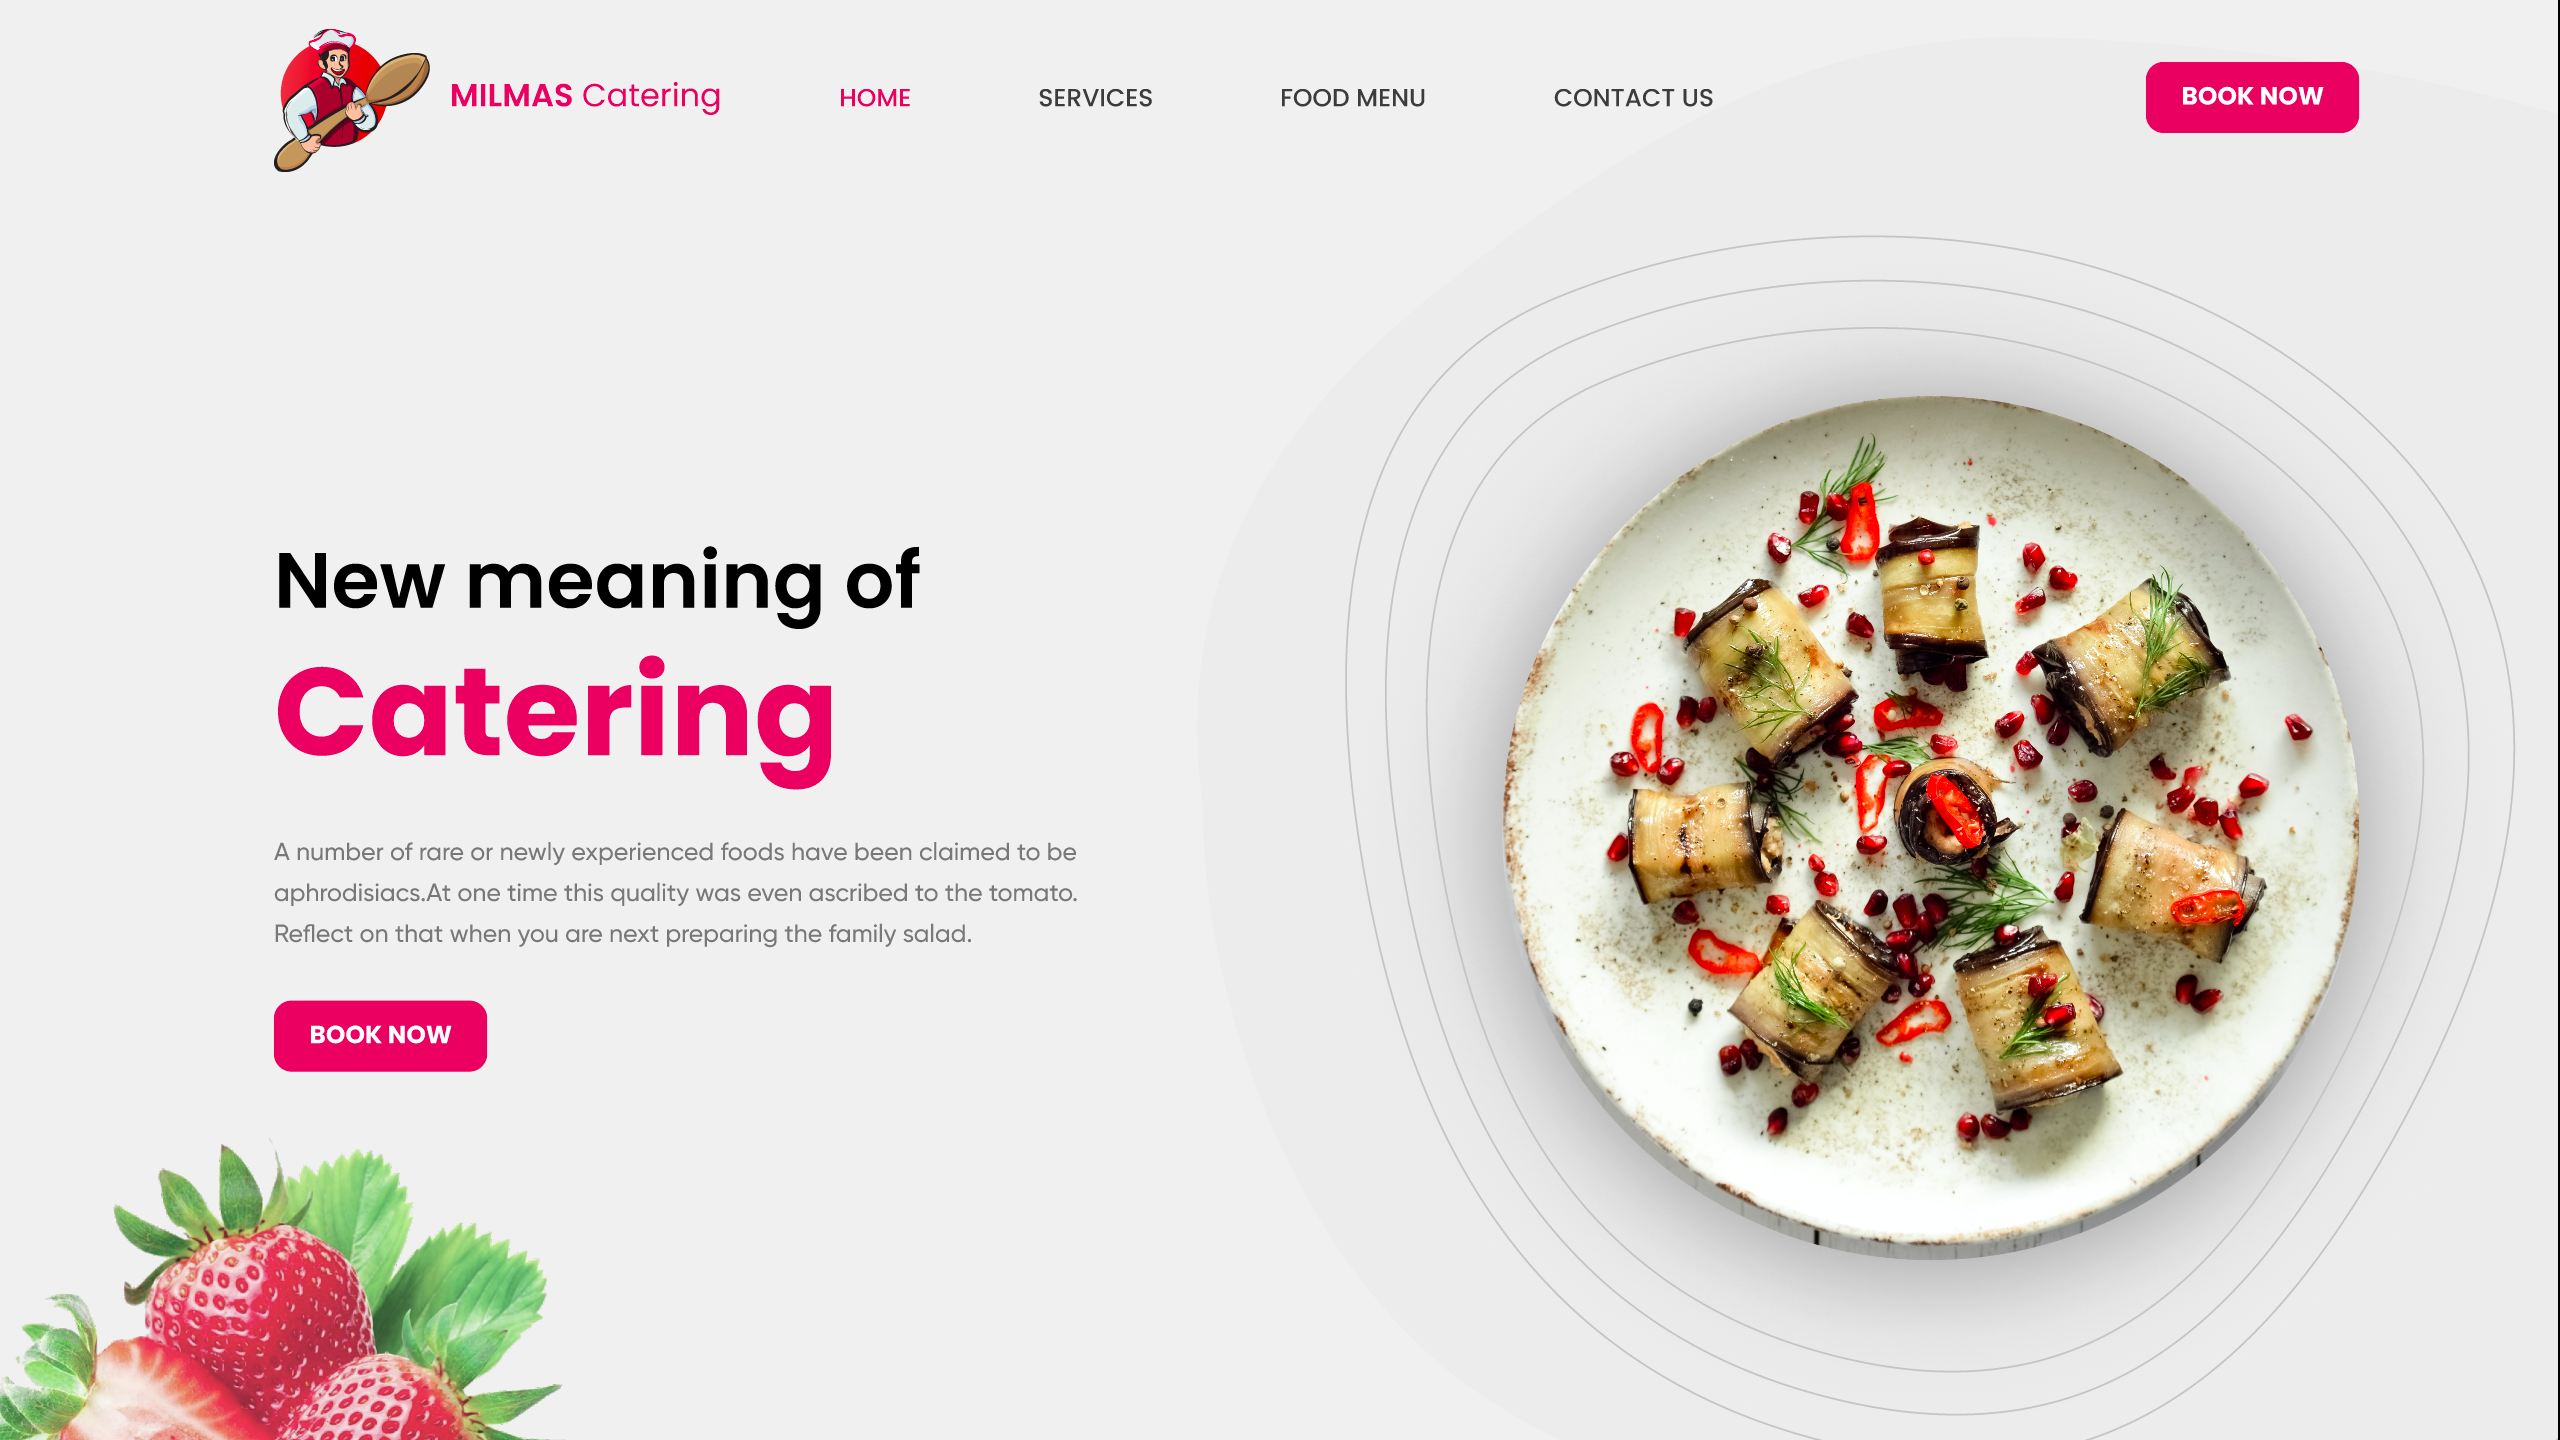 MILMAS Catering
HOME
SERVICES
FOOD MENU
CONTACT US
BOOK NOW
New meaning of
Catering
A number of rare or newly experienced foods have been claimed to be
aphrodisiacs.At one time this quality was even ascribed to the tomato.
Reflect on that when you are next preparing the family salad.
BOOK NOW